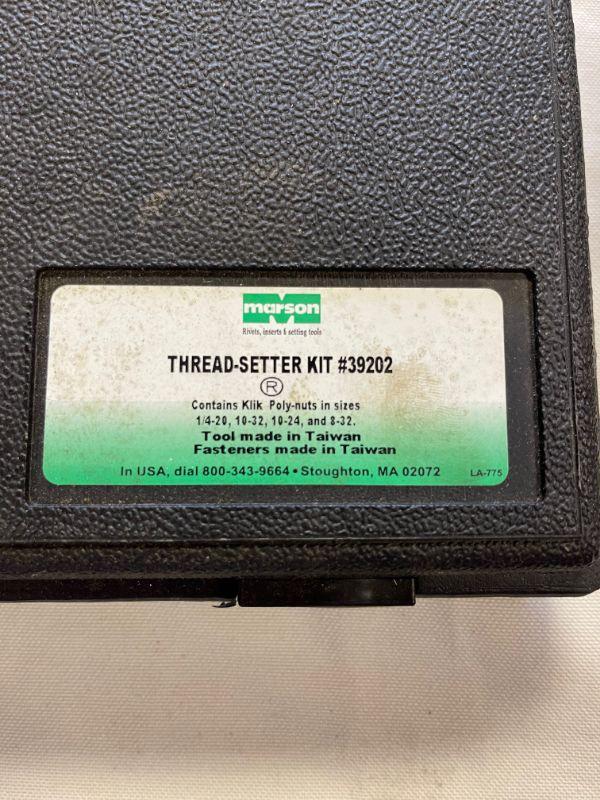 marson
Rivets, inserts & setting tools
THREAD-SETTER KIT #39202
®
Contains Klik Poly-nuts in sizes
1/4-20, 10-32, 10-24, and 8-32.
Tool made in Taiwan
Fasteners made in Taiwan
In USA, dial 800-343-9664 • Stoughton, MA 02072 LA-775